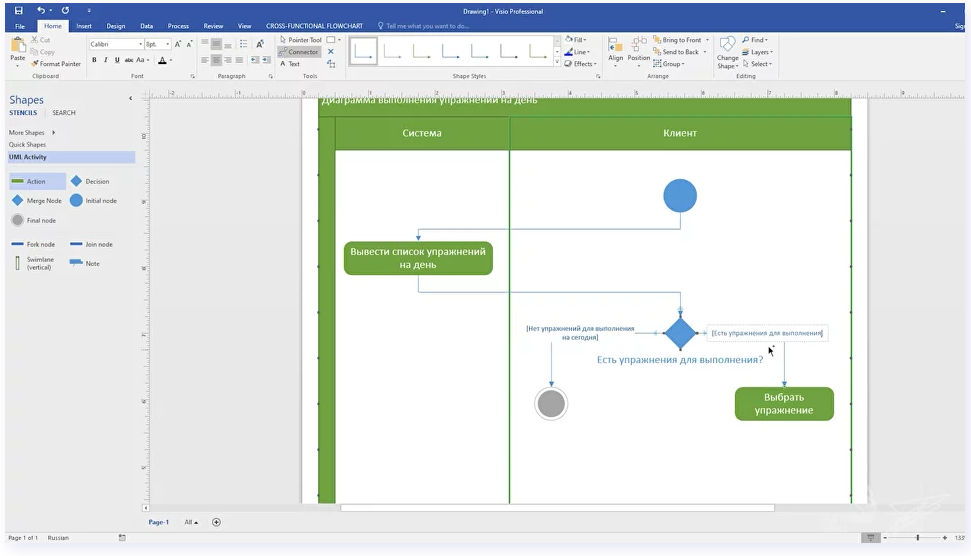 Drawing1 - Visio Professional
File Home Insert Design Data Process Review View CROSS-FUNCTIONAL FLOWCHART Tell me what you want to do...
Paste
Cut
Copy
Format Painter
Calibri 8pt.
B I U abc Aa A
Pointer Tool
Connector
A Text
Fill
Line
Effects
Align Position
Bring to Front
Send to Back
Group
Change Shape
Find
Layers
Select
Clipboard Font Paragraph Tools Shape Styles Arrange Editing
Shapes
STENCILS SEARCH
More Shapes
Quick Shapes
UML Activity
Action Decision
Merge Node Initial node
Final node
Fork node Join node
Swimlane (vertical) Note
Диаграмма выполнения упражнений на день
Система Клиент
Вывести список упражнений
на день
[Нет упражнений для выполнения
на сегодня]
[Есть упражнения для выполнения]
Есть упражнения для выполнения?
Выбрать
упражнение
Page-1 All
Page 1 of 1 Russian